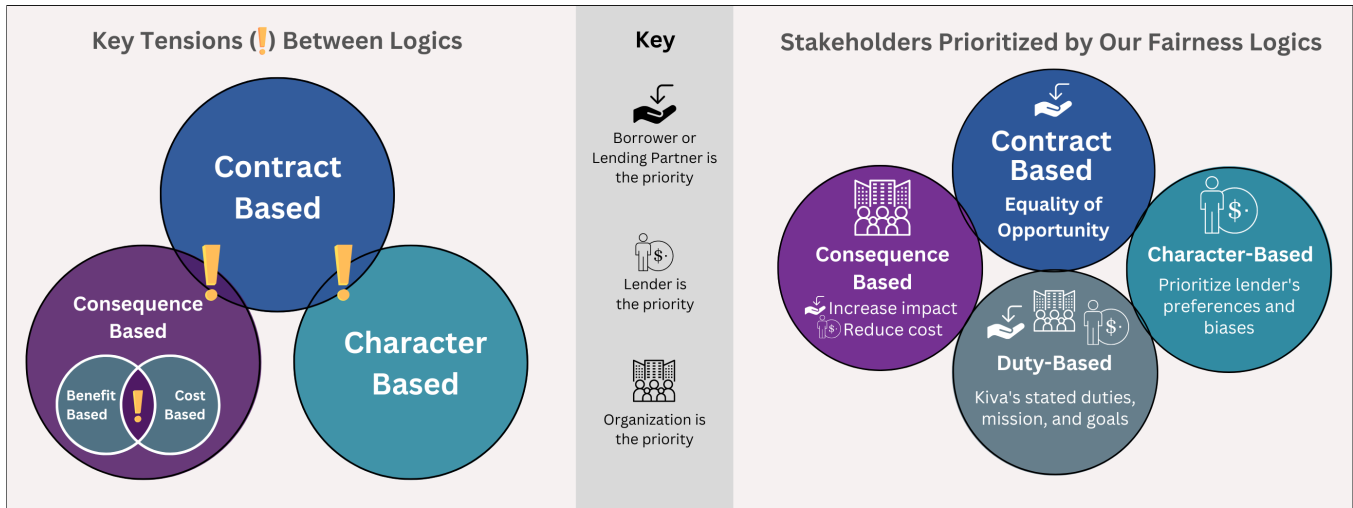 Key Tensions (❗) Between Logics
Contract
Based
Consequence
Based
Benefit
Based
Cost
Based
Character
Based
Key
Borrower or
Lending Partner is
the priority
Lender is
the priority
Organization is
the priority
Stakeholders Prioritized by Our Fairness Logics
Contract
Based
Equality of
Opportunity
Consequence
Based
Increase impact
Reduce cost
Character-Based
Prioritize lender's
preferences and
biases
Duty-Based
Kiva's stated duties,
mission, and goals